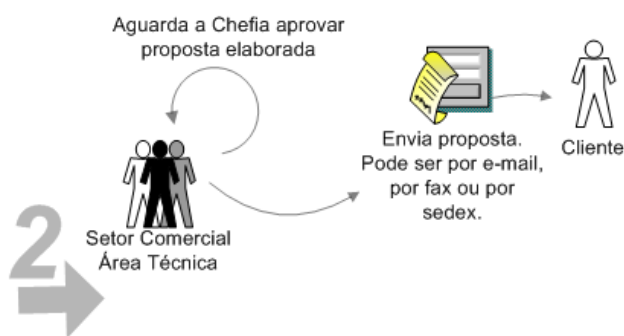 Aguarda a Chefia aprovar
proposta elaborada
Envia proposta.
Pode ser por e-mail,
por fax ou por
sedex.
Cliente
Setor Comercial
Área Técnica
2